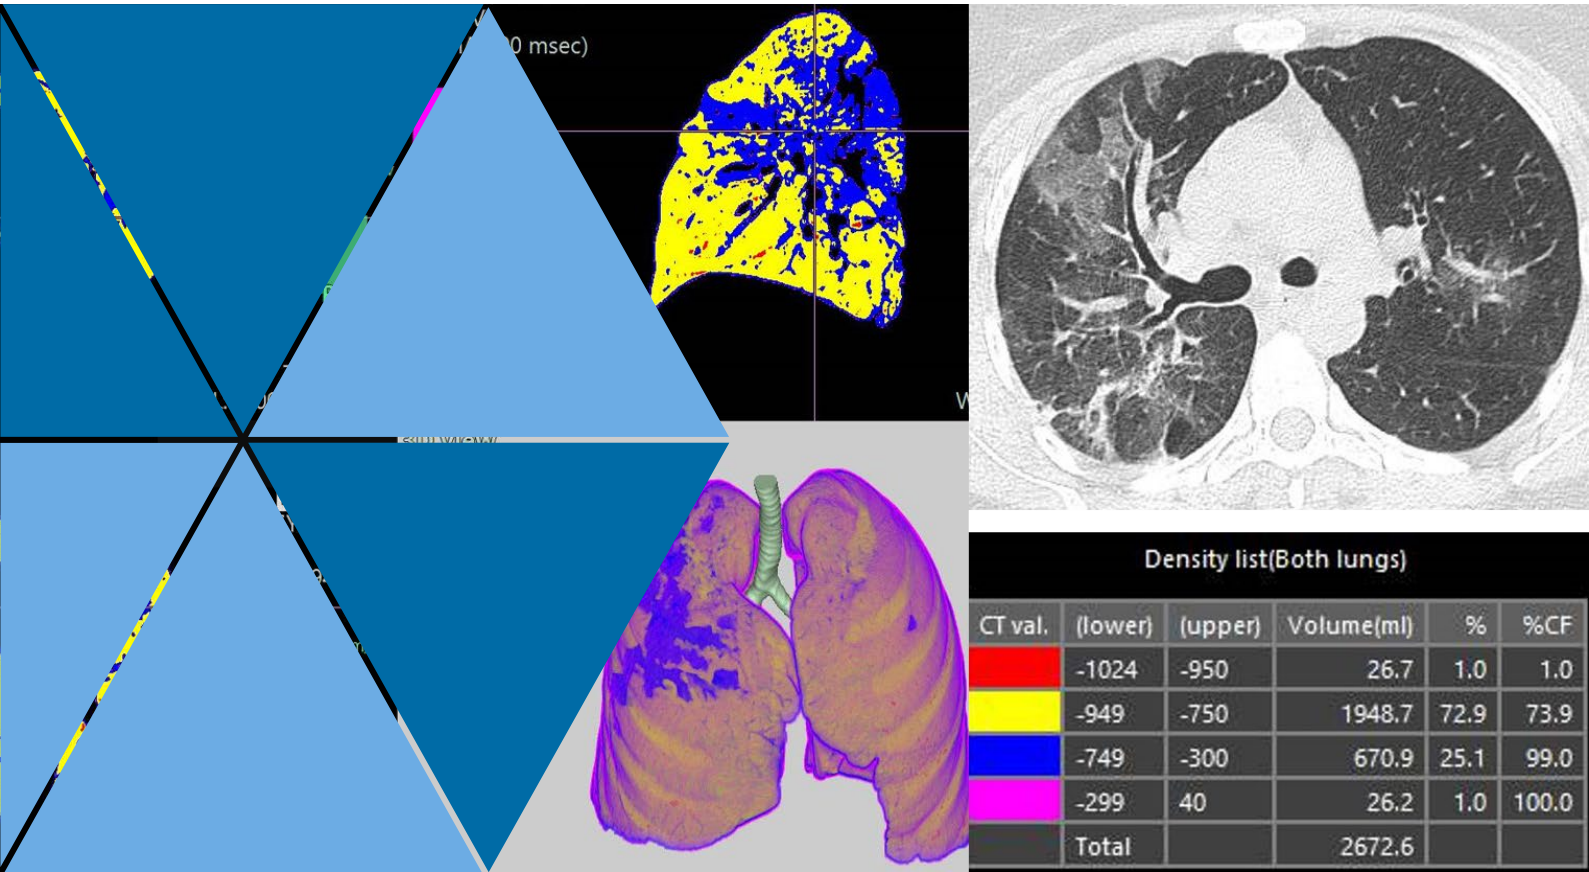 0 msec)
Density list(Both lungs)
CT val. (lower) (upper) Volume(ml) % %CF
-1024 -950 26.7 1.0 1.0
-949 -750 1948.7 72.9 73.9
-749 -300 670.9 25.1 99.0
-299 40 26.2 1.0 100.0
Total 2672.6